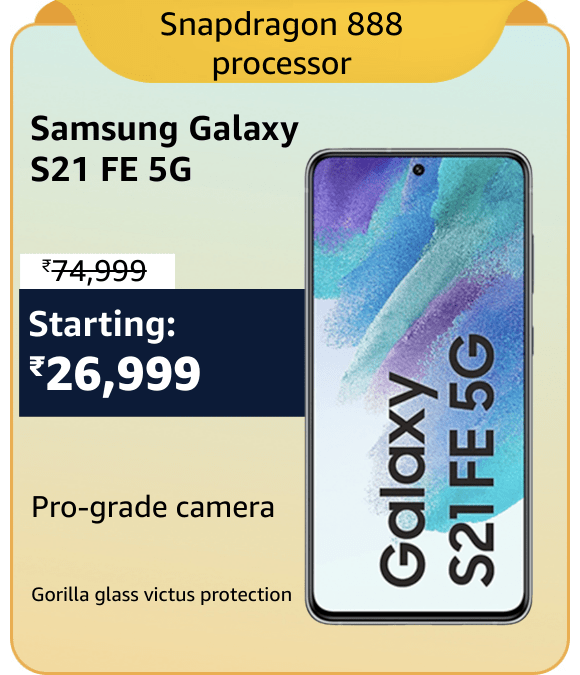 Snapdragon 888
processor
Samsung Galaxy
S21 FE 5G
₹74,999
Starting:
₹26,999
Pro-grade camera
Gorilla glass victus protection
Galaxy
S21 FE 5G